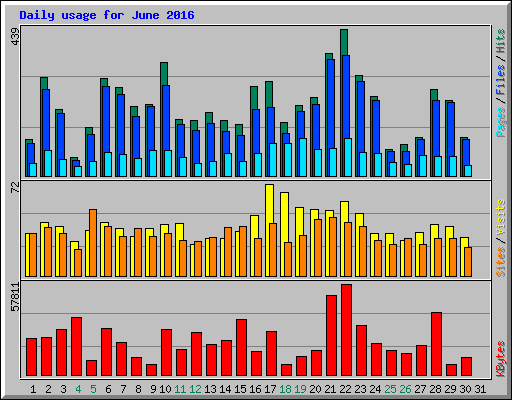 Daily usage for June 2016
439
Pages / Files / Hits
72
Sites / Visits
57811
KBytes
1 2 3 4 5 6 7 8 9 10 11 12 13 14 15 16 17 18 19 20 21 22 23 24 25 26 27 28 29 30 31